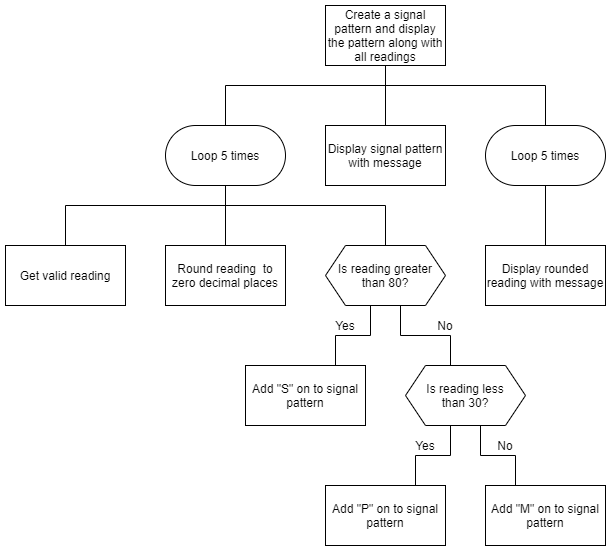 Create a signal
pattern and display
the pattern along with
all readings
Loop 5 times
Display signal pattern
with message
Loop 5 times
Get valid reading
Round reading to
zero decimal places
Is reading greater
than 80?
Display rounded
reading with message
Yes
No
Add "S" on to signal
pattern
Is reading less
than 30?
Yes
No
Add "P" on to signal
pattern
Add "M" on to signal
pattern